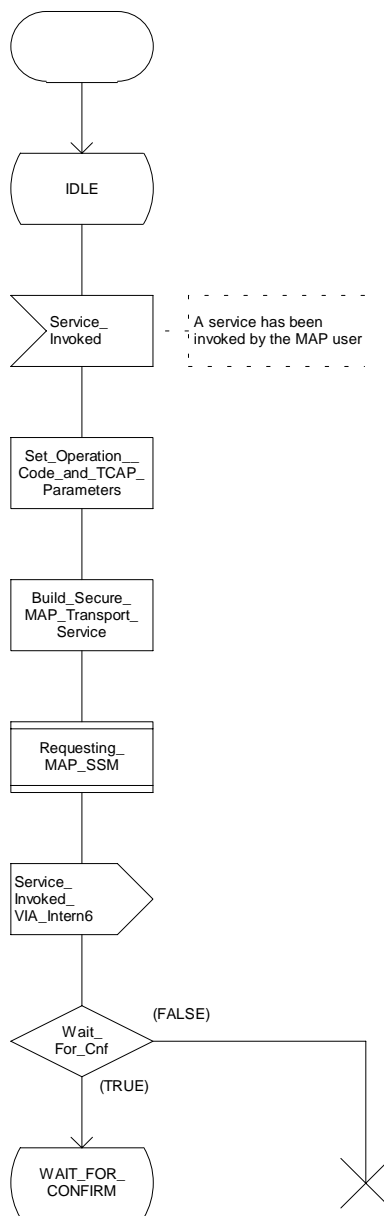 IDLE
Service_
Invoked
A service has been
invoked by the MAP user
Set_Operation__
Code_and_TCAP_
Parameters
Build_Secure_
MAP_Transport_
Service
Requesting_
MAP_SSM
Service_
Invoked_
VIA_Intern6
Wait_
For_Cnf
(FALSE)
(TRUE)
WAIT_FOR_
CONFIRM